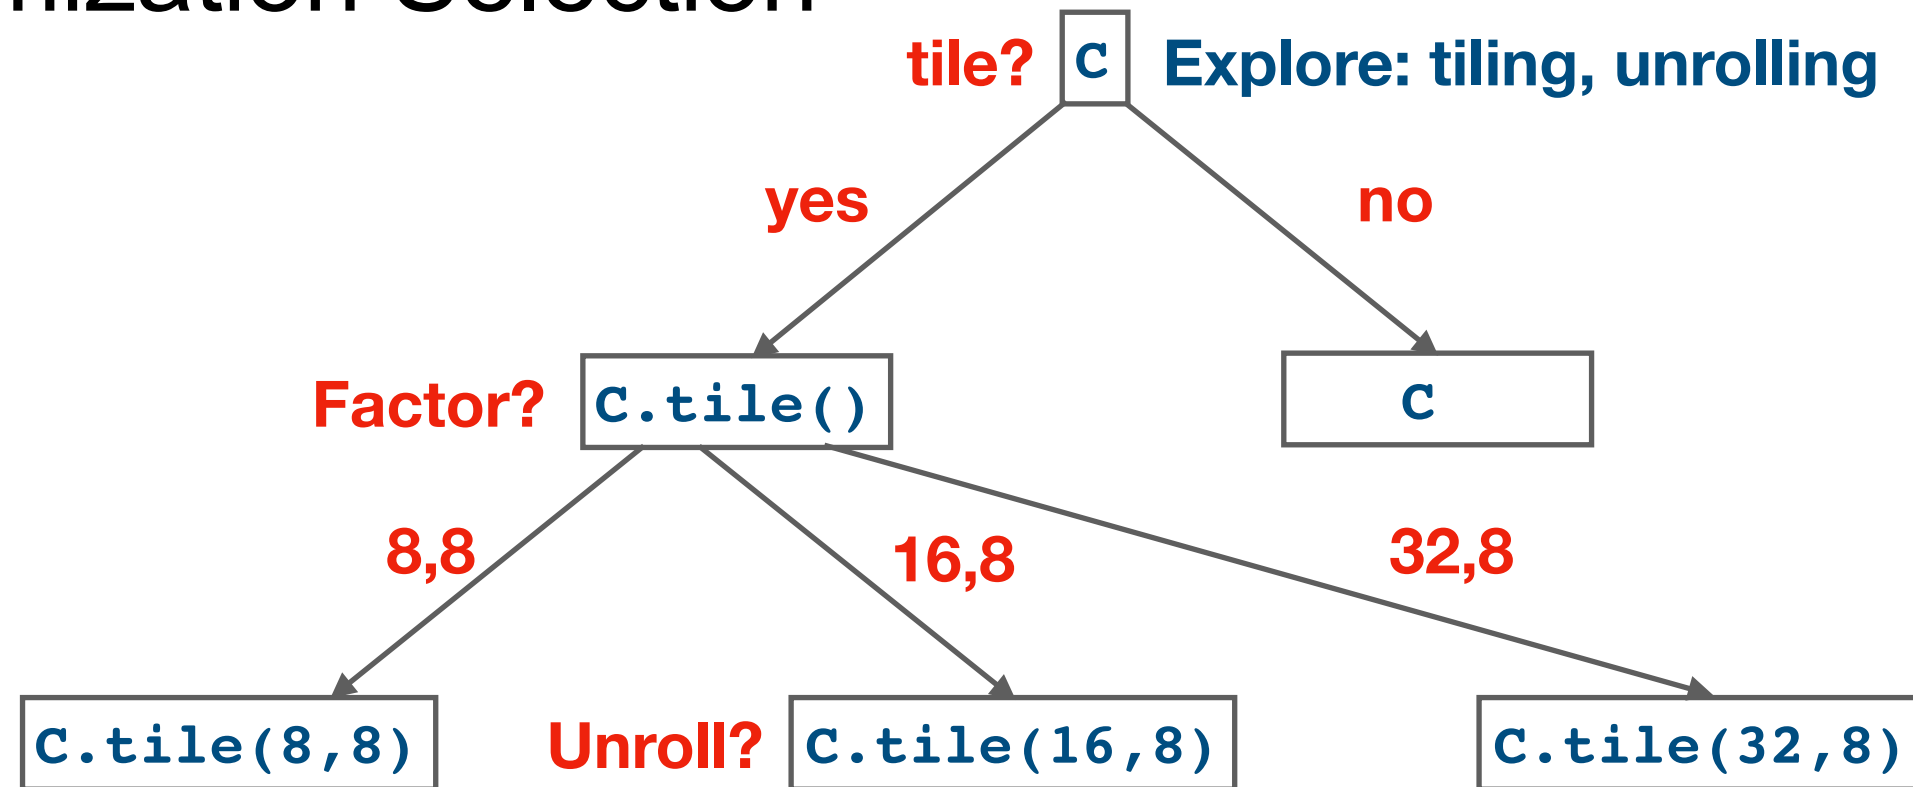 Selection
tile? C Explore: tiling, unrolling
yes no
Factor? C.tile() C
8,8 16,8 32,8
C.tile(8,8) Unroll? C.tile(16,8) C.tile(32,8)